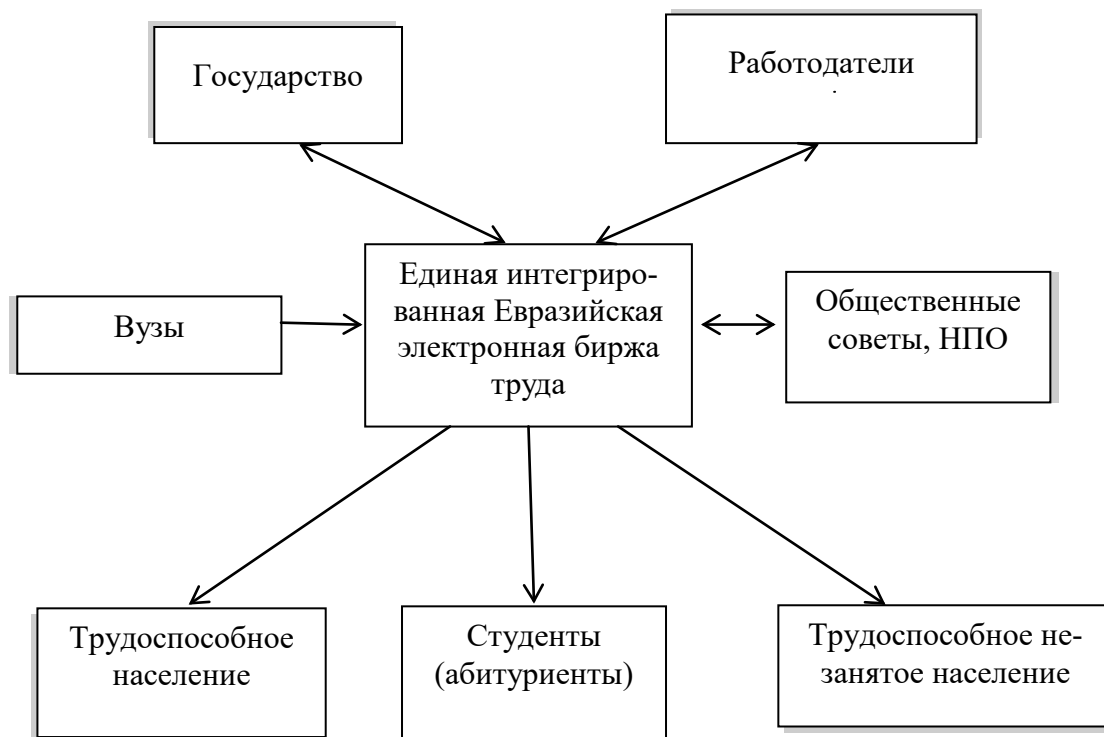 Государство
Работодатели
Единая интегриро-
ванная Евразийская
электронная биржа
труда
Вузы
Общественные
советы, НПО
Трудоспособное
население
Студенты
(абитуриенты)
Трудоспособное не-
занятое население